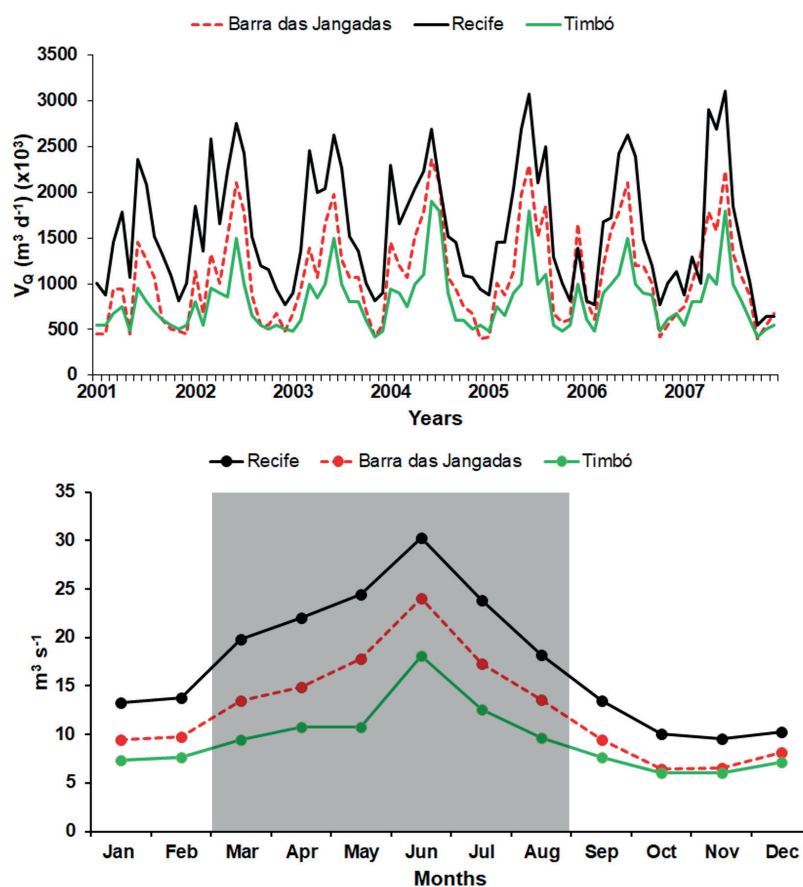 Barra das Jangadas Recife Timbó
3500
3000
2500
2000
1500
1000
500
0
V_Q (m³ d⁻¹) (x10³)
2001 2002 2003 2004 2005 2006 2007
Years
Recife Barra das Jangadas Timbó
35
30
25
20
15
10
5
0
m³ s⁻¹
Jan Feb Mar Apr May Jun Jul Aug Sep Oct Nov Dec
Months